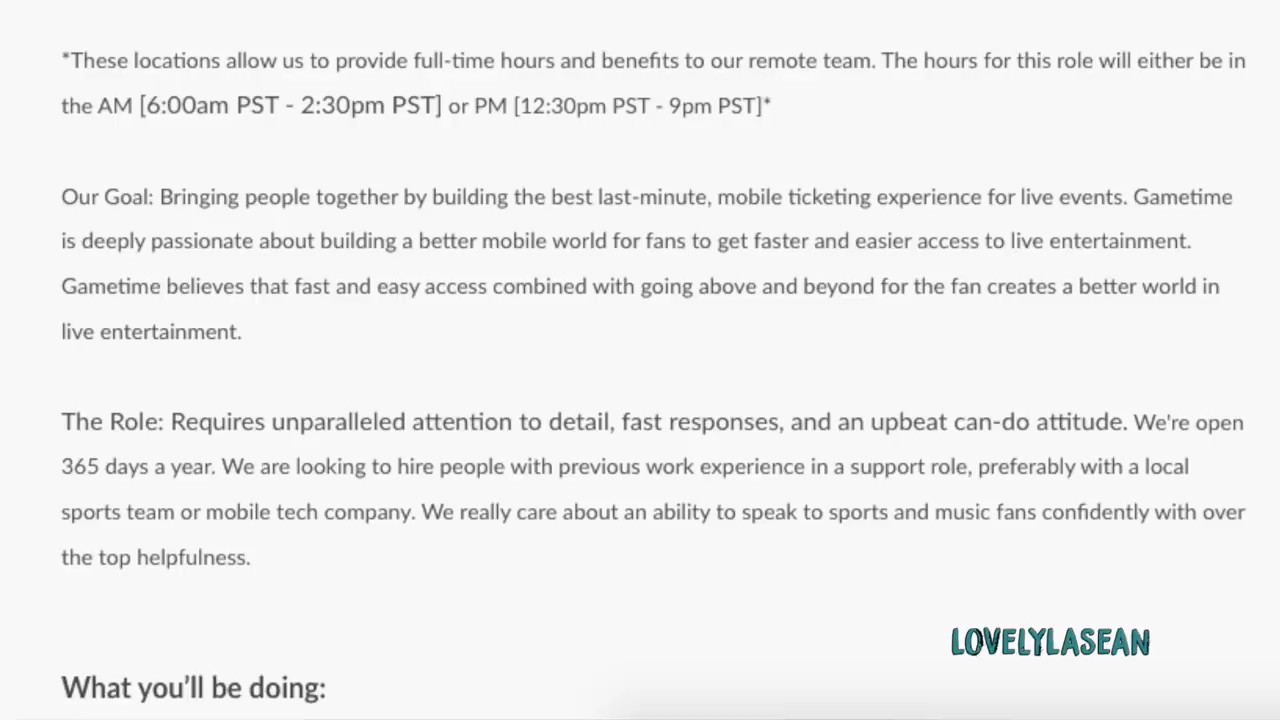 *These locations allow us to provide full-time hours and benefits to our remote team. The hours for this role will either be in
the AM [6:00am PST - 2:30pm PST] or PM [12:30pm PST - 9pm PST]*
Our Goal: Bringing people together by building the best last-minute, mobile ticketing experience for live events. Gametime
is deeply passionate about building a better mobile world for fans to get faster and easier access to live entertainment.
Gametime believes that fast and easy access combined with going above and beyond for the fan creates a better world in
live entertainment.
The Role: Requires unparalleled attention to detail, fast responses, and an upbeat can-do attitude. We're open
365 days a year. We are looking to hire people with previous work experience in a support role, preferably with a local
sports team or mobile tech company. We really care about an ability to speak to sports and music fans confidently with over
the top helpfulness.
LOVELYLASEAN
What you’ll be doing: